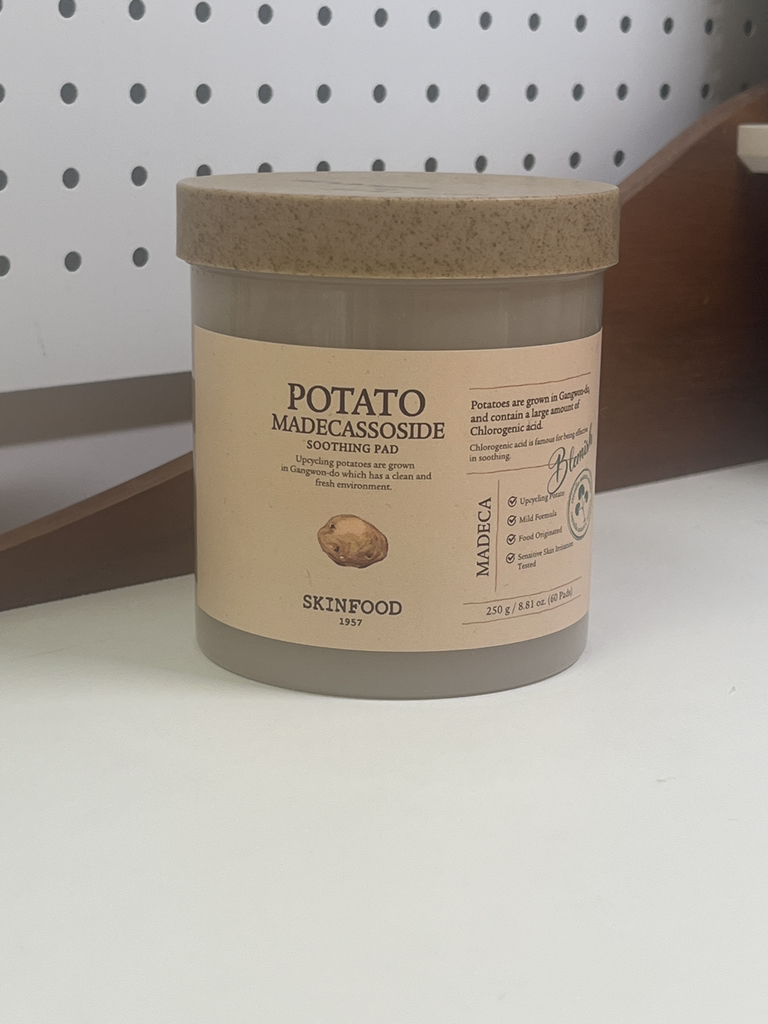 POTATO
MADECASSOSIDE
SOOTHING PAD
Upcycling potatoes are grown
in Gangwon-do which has a clean and
fresh environment.
SKINFOOD
1957
Potatoes are grown in Gangwon-do,
and contain a large amount of
Chlorogenic acid.
Chlorogenic acid is famous for being effective
in soothing.
Blemish
MADECA
Upcycling Potato
Mild Formula
Food Originated
Sensitive Skin Irritation
Tested
250 g / 8.81 oz. (60 Pads)